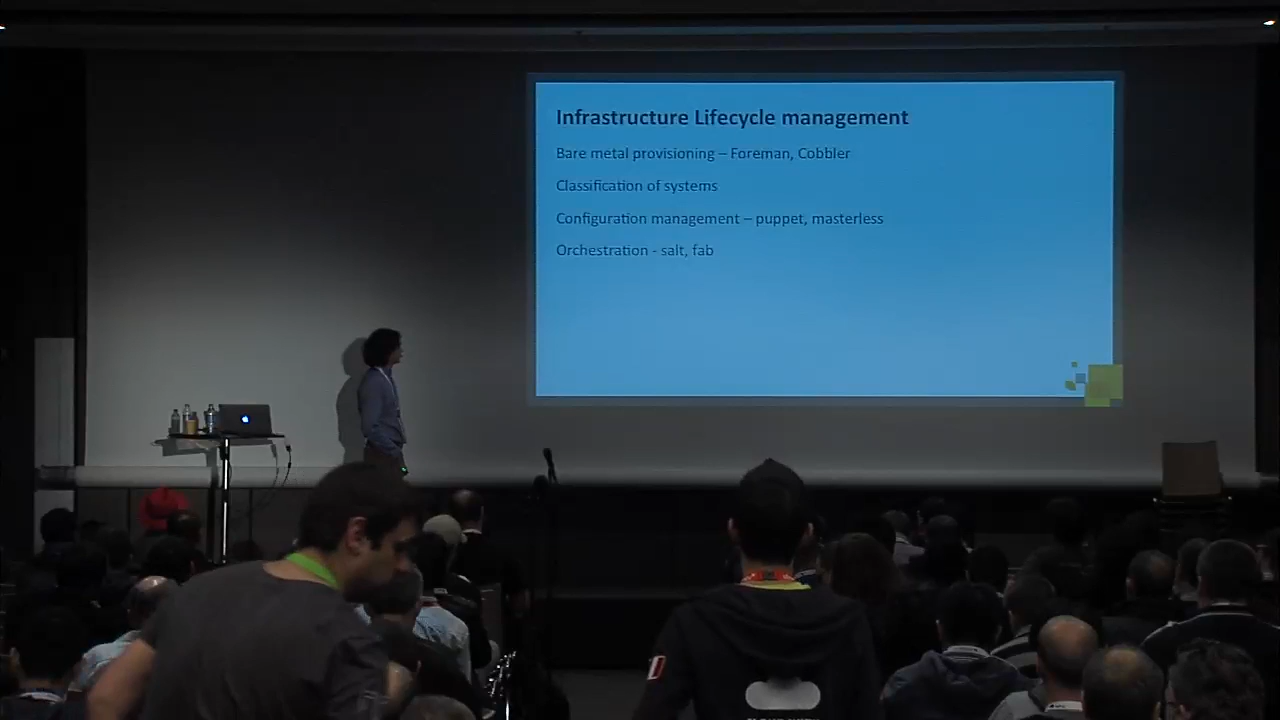 Infrastructure Lifecycle management
Bare metal provisioning – Foreman, Cobbler
Classification of systems
Configuration management – puppet, masterless
Orchestration - salt, fab